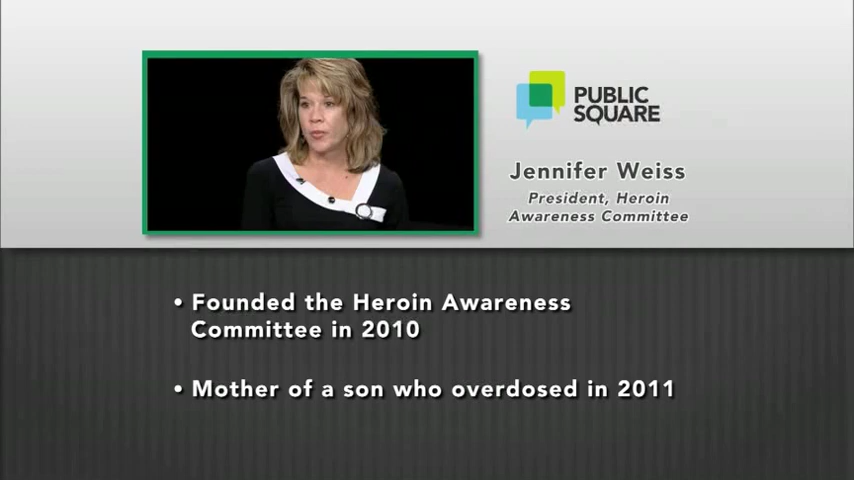 PUBLIC
SQUARE
Jennifer Weiss
President, Heroin
Awareness Committee
• Founded the Heroin Awareness
Committee in 2010
• Mother of a son who overdosed in 2011